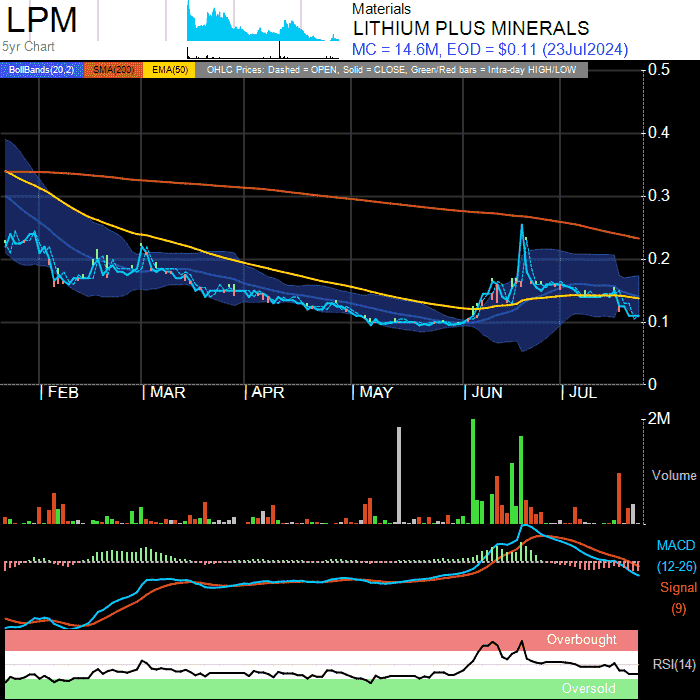 LPM
5yr Chart
Materials
LITHIUM PLUS MINERALS
MC = 14.6M, EOD = $0.11 (23Jul2024)
BollBands(20,2) SMA(200) EMA(50) OHLC Prices: Dashed = OPEN, Solid = CLOSE, Green/Red bars = Intra-day HIGH/LOW
0.5
0.4
0.3
0.2
0.1
0
FEB MAR APR MAY JUN JUL
2M
Volume
MACD
(12-26)
Signal
(9)
Overbought
RSI(14)
Oversold